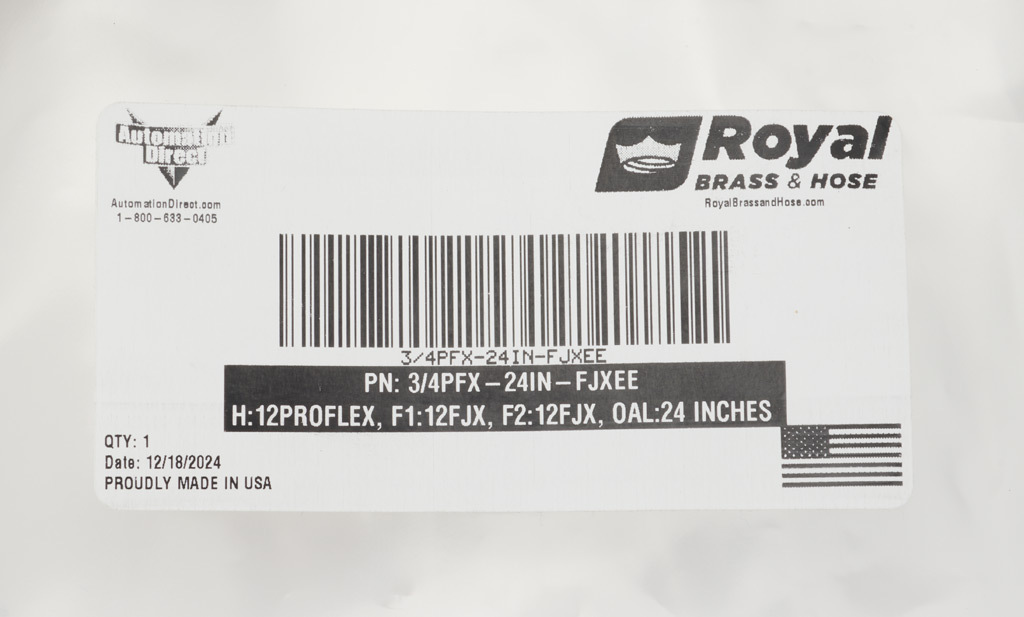 Automation
Direct
AutomationDirect.com
1-800-633-0405
Royal
BRASS & HOSE
RoyalBrassandHose.com
3/4PFX-24IN-FJXEE
PN: 3/4PFX-24IN-FJXEE
H:12PROFLEX, F1:12FJX, F2:12FJX, OAL:24 INCHES
QTY: 1
Date: 12/18/2024
PROUDLY MADE IN USA